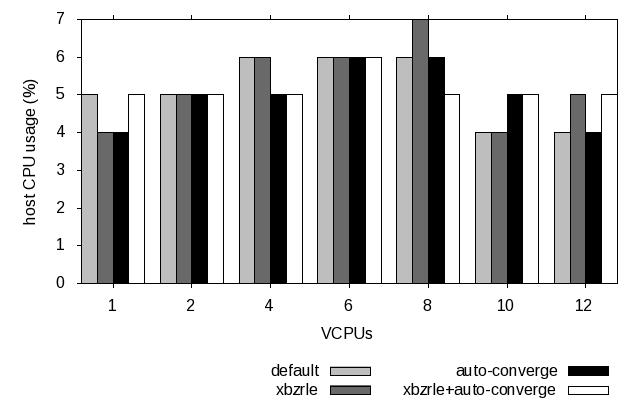 7
6
5
4
3
2
1
0
host CPU usage (%)
1 2 4 6 8 10 12
VCPUs
default auto-converge
xbzrle xbzrle+auto-converge